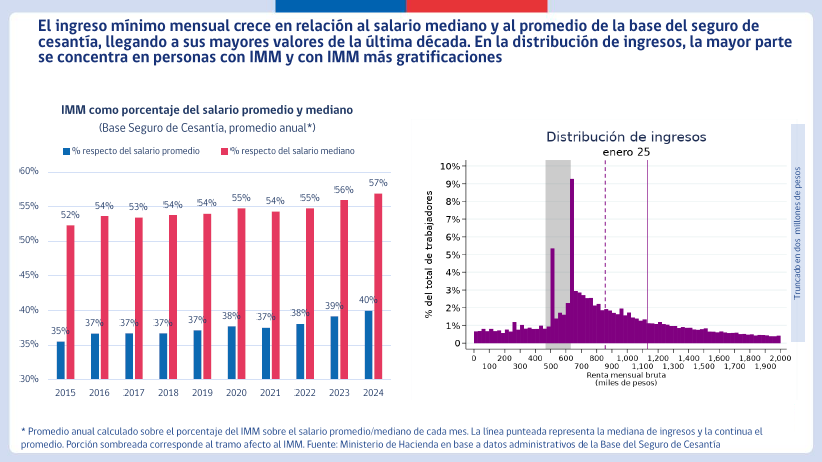 El ingreso mínimo mensual crece en relación al salario mediano y al promedio de la base del seguro de
cesantía, llegando a sus mayores valores de la última década. En la distribución de ingresos, la mayor parte
se concentra en personas con IMM y con IMM más gratificaciones
IMM como porcentaje del salario promedio y mediano
(Base Seguro de Cesantía, promedio anual*)
% respecto del salario promedio % respecto del salario mediano
60%
55%
50%
45%
40%
35%
30%
52% 54% 53% 54% 54% 55% 54% 55% 56% 57%
35% 37% 37% 37% 37% 38% 37% 38% 39% 40%
2015 2016 2017 2018 2019 2020 2021 2022 2023 2024
Distribución de ingresos
enero 25
% del total de trabajadores
10%
9%
8%
7%
6%
5%
4%
3%
2%
1%
0
0 200 400 600 800 1,000 1,200 1,400 1,600 1,800 2,000
100 300 500 700 900 1,100 1,300 1,500 1,700 1,900
Renta mensual bruta
(miles de pesos)
Truncado en dos millones de pesos
* Promedio anual calculado sobre el porcentaje del IMM sobre el salario promedio/mediano de cada mes. La línea punteada representa la mediana de ingresos y la continua el
promedio. Porción sombreada corresponde al tramo afecto al IMM. Fuente: Ministerio de Hacienda en base a datos administrativos de la Base del Seguro de Cesantía